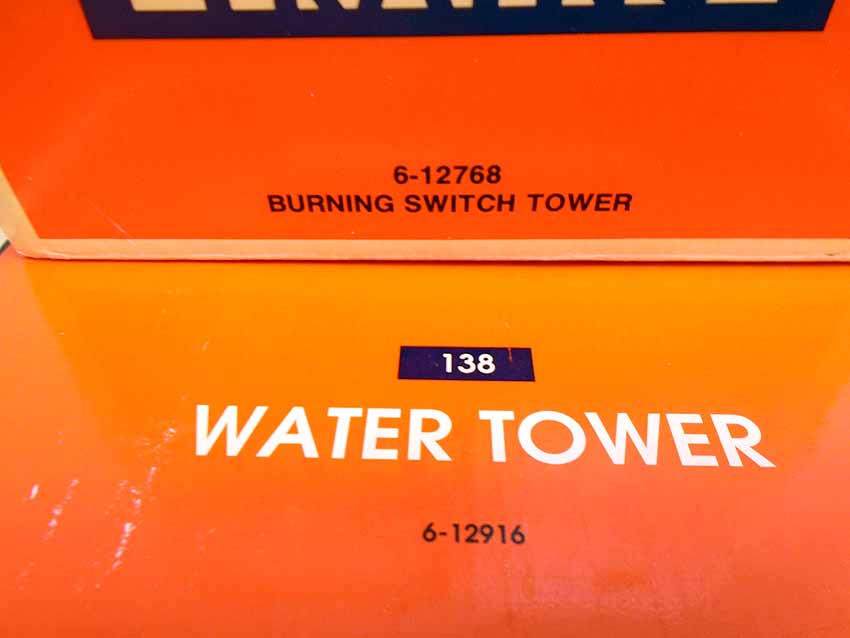 6-12768
BURNING SWITCH TOWER
138
WATER TOWER
6-12916